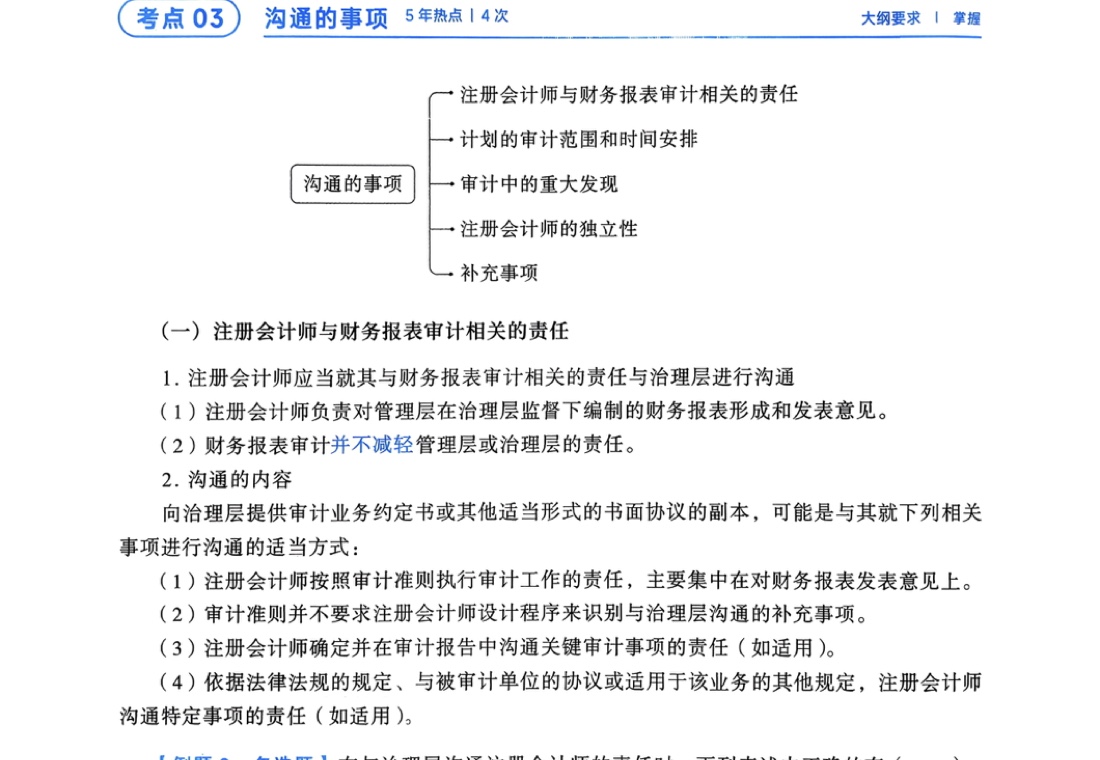 考点 03 沟通的事项 5年热点 | 4次 大纲要求 | 掌握
注册会计师与财务报表审计相关的责任
计划的审计范围和时间安排
沟通的事项
审计中的重大发现
注册会计师的独立性
补充事项
（一）注册会计师与财务报表审计相关的责任
1. 注册会计师应当就其与财务报表审计相关的责任与治理层进行沟通
（1）注册会计师负责对管理层在治理层监督下编制的财务报表形成和发表意见。
（2）财务报表审计并不减轻管理层或治理层的责任。
2. 沟通的内容
向治理层提供审计业务约定书或其他适当形式的书面协议的副本，可能是与其就下列相关
事项进行沟通的适当方式：
（1）注册会计师按照审计准则执行审计工作的责任，主要集中在对财务报表发表意见上。
（2）审计准则并不要求注册会计师设计程序来识别与治理层沟通的补充事项。
（3）注册会计师确定并在审计报告中沟通关键审计事项的责任（如适用）。
（4）依据法律法规的规定、与被审计单位的协议或适用于该业务的其他规定，注册会计师
沟通特定事项的责任（如适用）。